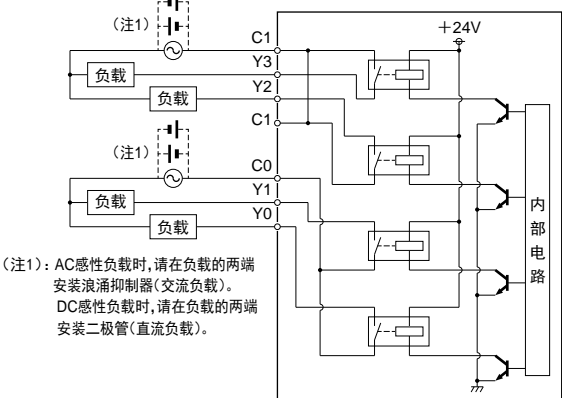 （注1）
+24V
C1
Y3
负载
Y2
负载
C1
（注1）
C0
Y1
负载
Y0
负载
内部电路
（注1）：AC感性负载时,请在负载的两端
安装浪涌抑制器(交流负载)。
DC感性负载时,请在负载的两端
安装二极管(直流负载)。